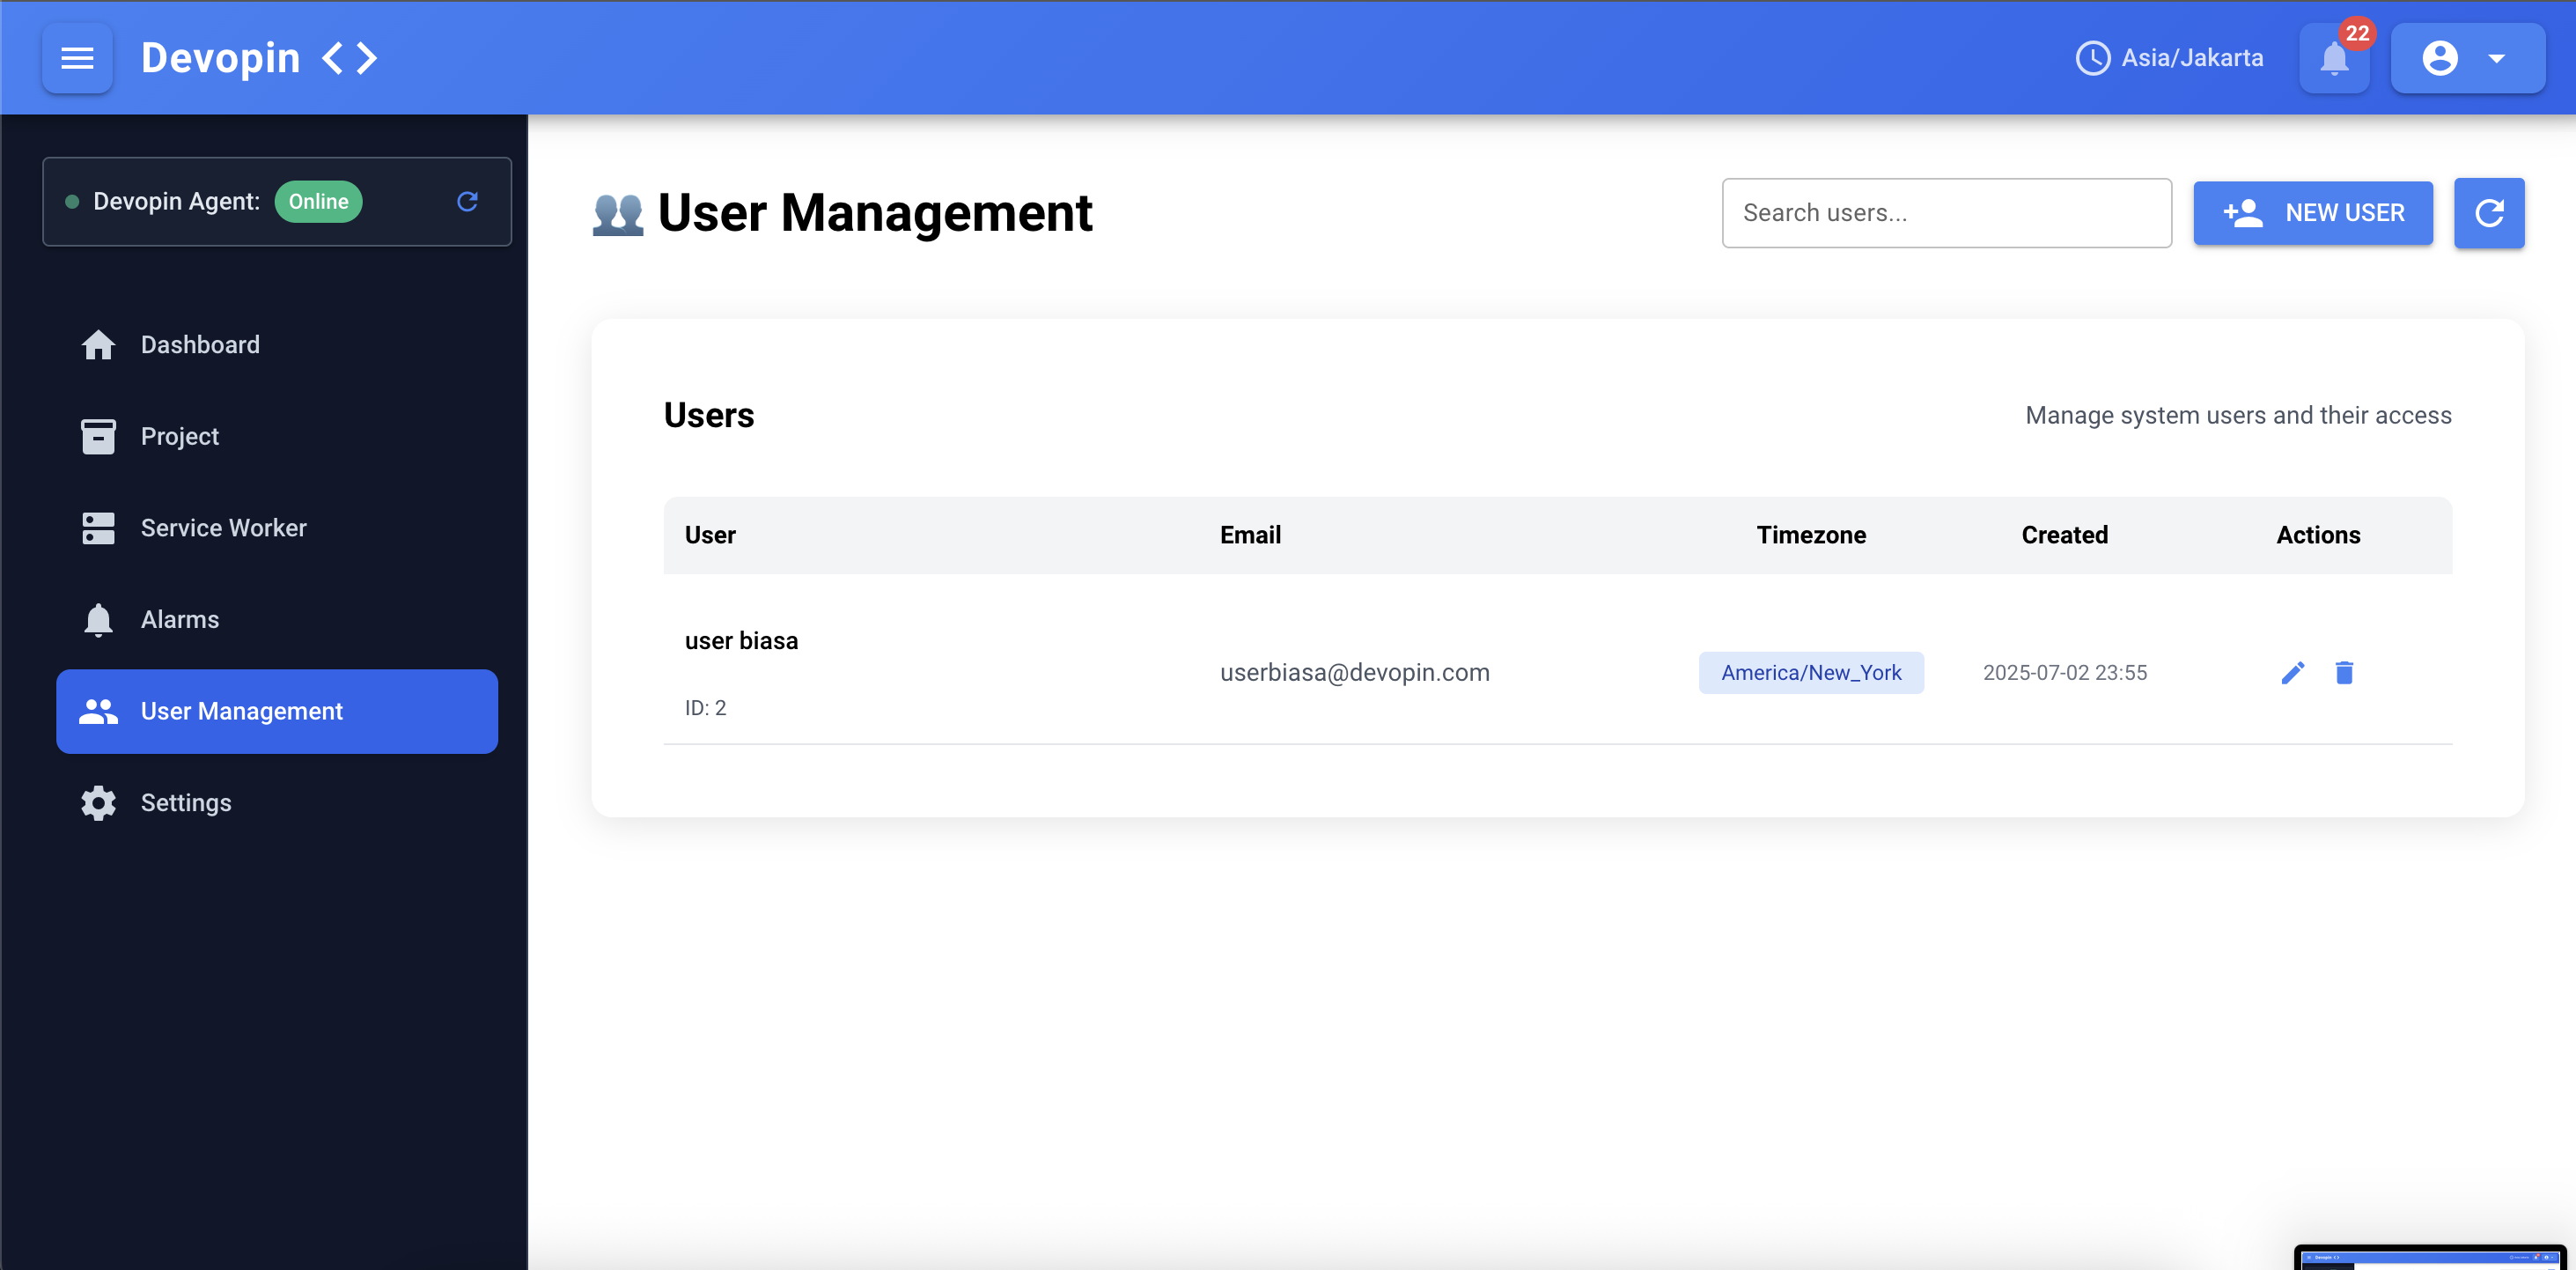 Devopin <>
Asia/Jakarta
22
Devopin Agent: Online
Dashboard
Project
Service Worker
Alarms
User Management
Settings
User Management
Search users...
NEW USER
Users
Manage system users and their access
User Email Timezone Created Actions
user biasa
userbiasa@devopin.com America/New_York 2025-07-02 23:55
ID: 2